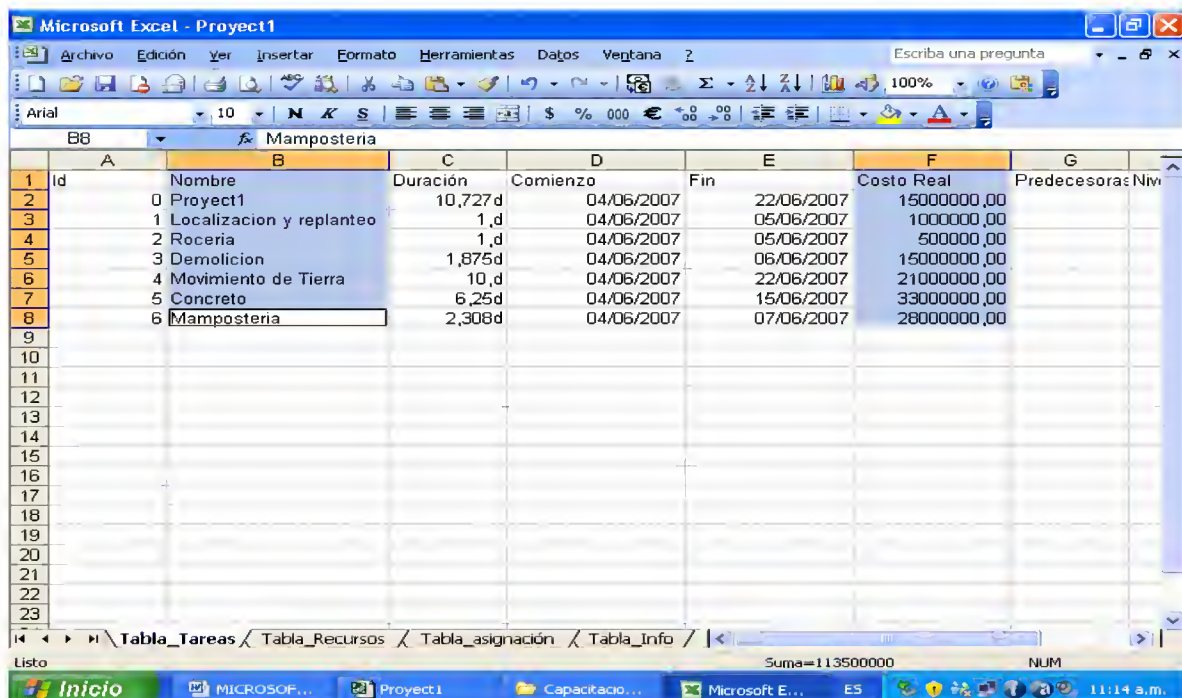 Microsoft Excel - Proyect1
Archivo Edición Ver Insertar Formato Herramientas Datos Ventana ? Escriba una pregunta
100%
Arial 10 N K S $ % 000 €
B8 fx Mamposteria
A B C D E F G
1 Id Nombre Duración Comienzo Fin Costo Real Predecesoras Niv
2 0 Proyect1 10,727d 04/06/2007 22/06/2007 15000000,00
3 1 Localizacion y replanteo 1,d 04/06/2007 05/06/2007 1000000,00
4 2 Roceria 1,d 04/06/2007 05/06/2007 500000,00
5 3 Demolicion 1,875d 04/06/2007 06/06/2007 15000000,00
6 4 Movimiento de Tierra 10,d 04/06/2007 22/06/2007 21000000,00
7 5 Concreto 6,25d 04/06/2007 15/06/2007 33000000,00
8 6 Mamposteria 2,308d 04/06/2007 07/06/2007 28000000,00
9
10
11
12
13
14
15
16
17
18
19
20
21
22
23
Tabla_Tareas Tabla_Recursos Tabla_asignación Tabla_Info
Listo Suma=113500000 NUM
Inicio MICROSOF... Proyect1 Capacitacio... Microsoft E... ES 11:14 a.m.